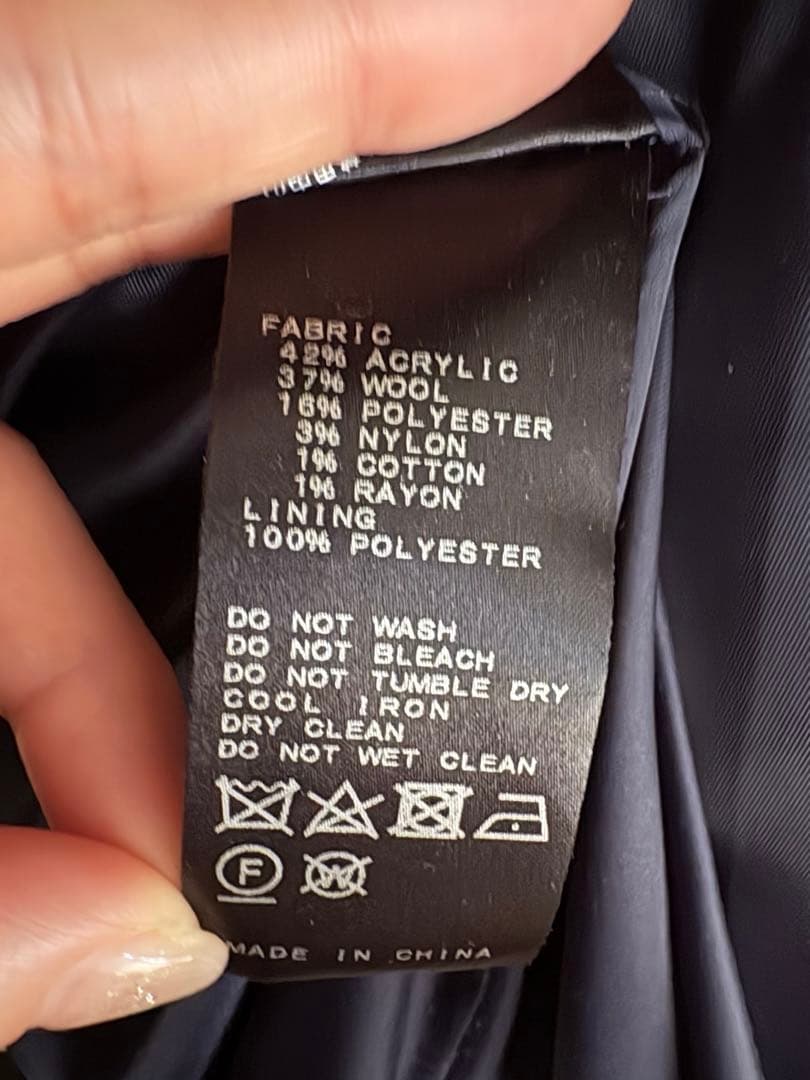 FABRIC
42% ACRYLIC
37% WOOL
16% POLYESTER
3% NYLON
1% COTTON
1% RAYON
LINING
100% POLYESTER
DO NOT WASH
DO NOT BLEACH
DO NOT TUMBLE DRY
COOL IRON
DRY CLEAN
DO NOT WET CLEAN
F W
MADE IN CHINA